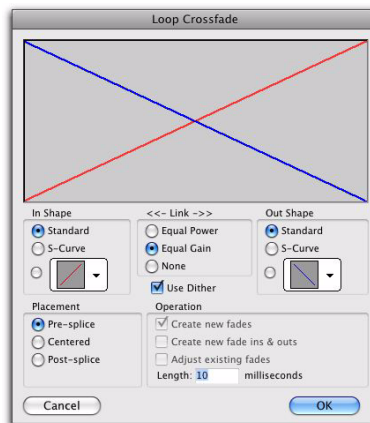 Loop Crossfade
In Shape
Standard
S-Curve
<<- Link ->>
Equal Power
Equal Gain
None
Use Dither
Out Shape
Standard
S-Curve
Placement
Pre-splice
Centered
Post-splice
Operation
Create new fades
Create new fade ins & outs
Adjust existing fades
Length: 10 milliseconds
Cancel
OK